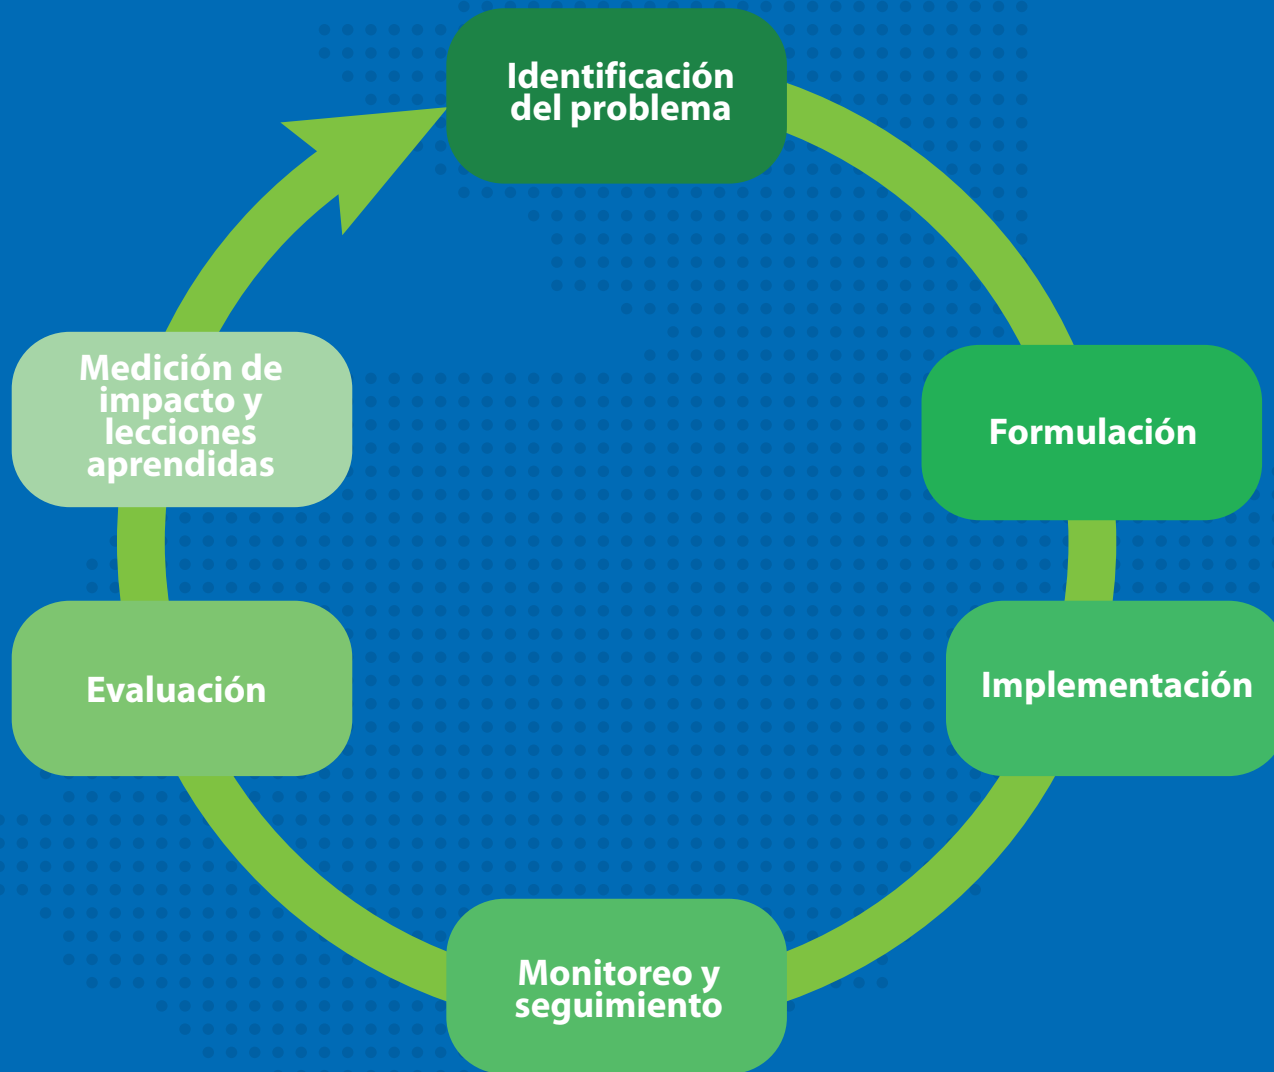 Identificación
del problema
Formulación
Implementación
Monitoreo y
seguimiento
Evaluación
Medición de
impacto y
lecciones
aprendidas